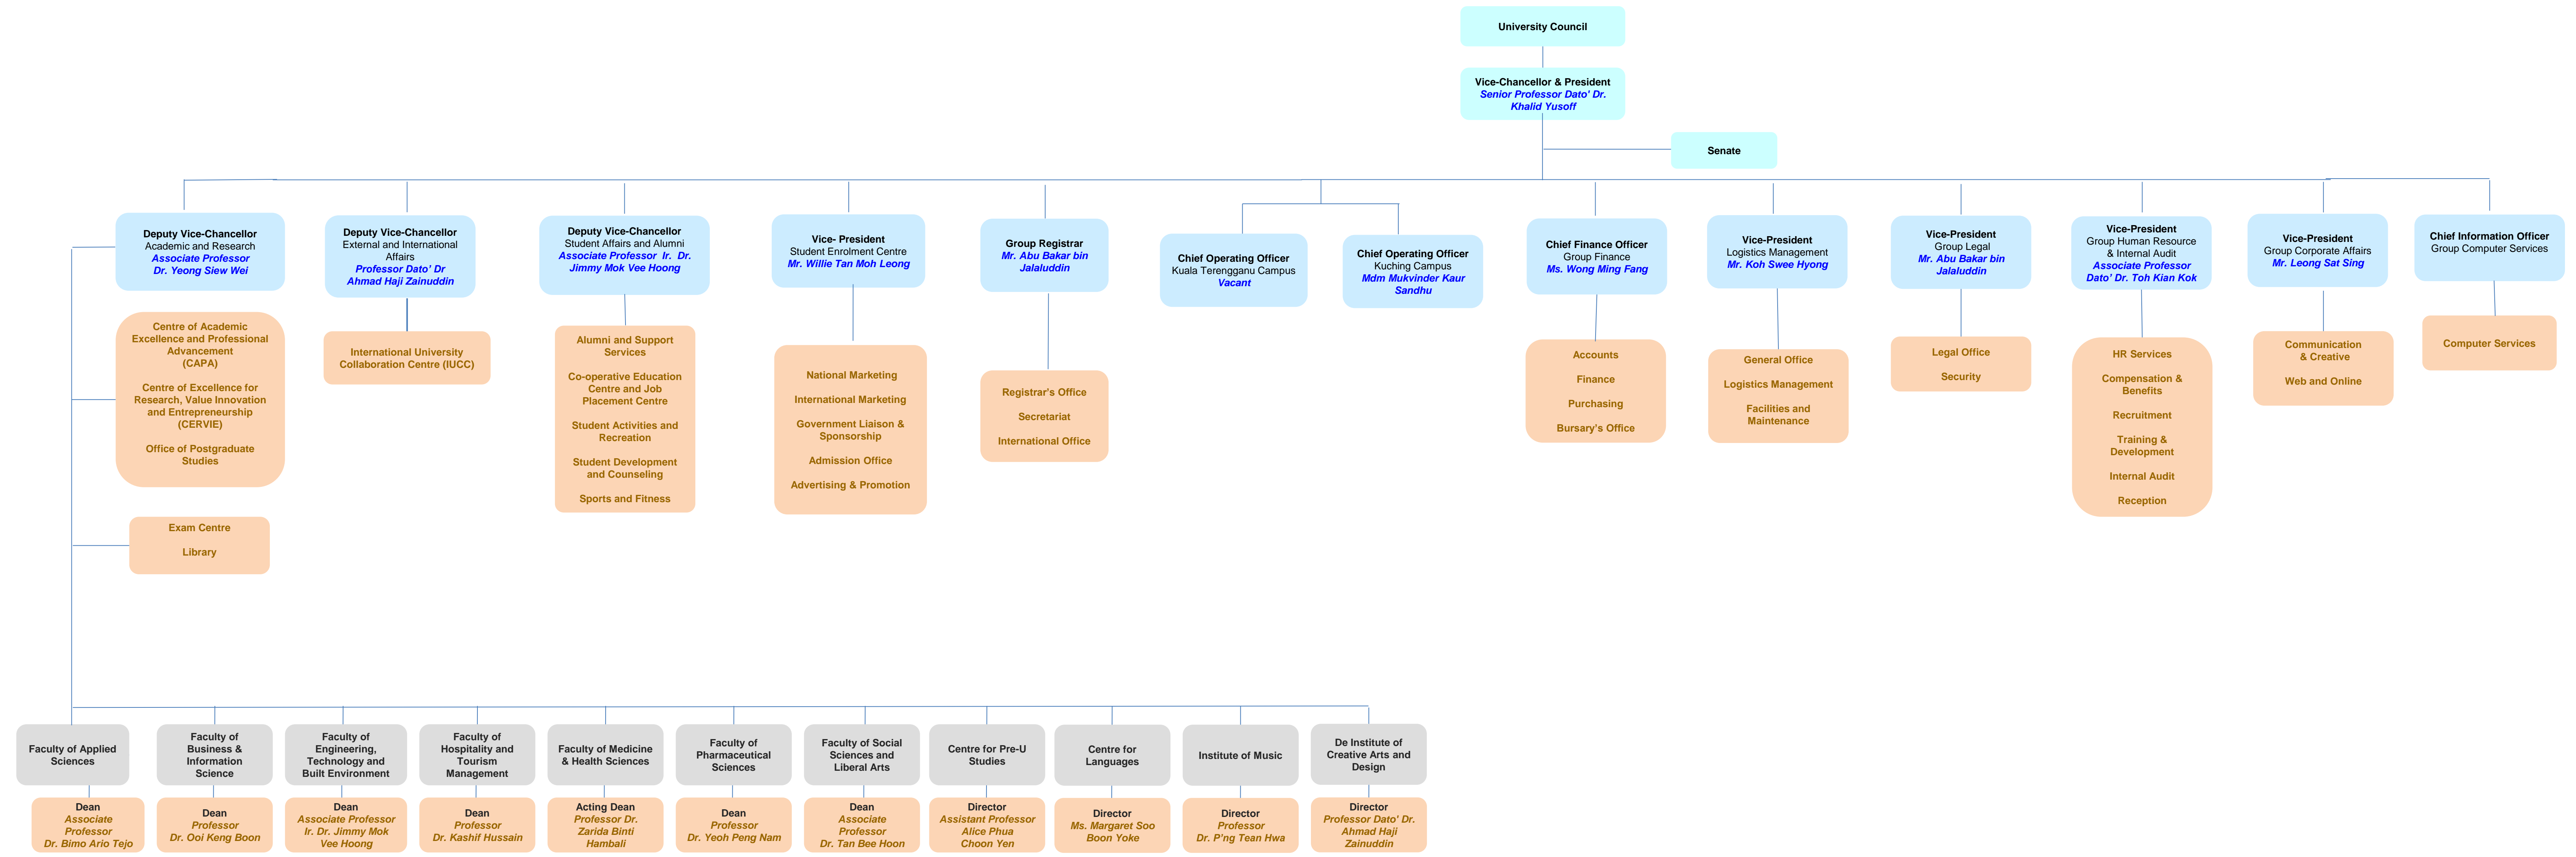 University Council
Vice-Chancellor & President
Senior Professor Dato' Dr.
Khalid Yusoff
Senate
Deputy Vice-Chancellor
Academic and Research
Associate Professor
Dr. Yeong Siew Wei
Deputy Vice-Chancellor
External and International
Affairs
Professor Dato' Dr
Ahmad Haji Zainuddin
Deputy Vice-Chancellor
Student Affairs and Alumni
Associate Professor Ir. Dr.
Jimmy Mok Vee Hoong
Vice- President
Student Enrolment Centre
Mr. Willie Tan Moh Leong
Group Registrar
Mr. Abu Bakar bin
Jalaluddin
Chief Operating Officer
Kuala Terengganu Campus
Vacant
Chief Operating Officer
Kuching Campus
Mdm Mukvinder Kaur
Sandhu
Chief Finance Officer
Group Finance
Ms. Wong Ming Fang
Vice-President
Logistics Management
Mr. Koh Swee Hyong
Vice-President
Group Legal
Mr. Abu Bakar bin
Jalaluddin
Vice-President
Group Human Resource
& Internal Audit
Associate Professor
Dato' Dr. Toh Kian Kok
Vice-President
Group Corporate Affairs
Mr. Leong Sat Sing
Chief Information Officer
Group Computer Services
Centre of Academic
Excellence and Professional
Advancement
(CAPA)
Centre of Excellence for
Research, Value Innovation
and Entrepreneurship
(CERVIE)
Office of Postgraduate
Studies
International University
Collaboration Centre (IUCC)
Alumni and Support
Services
Co-operative Education
Centre and Job
Placement Centre
Student Activities and
Recreation
Student Development
and Counseling
Sports and Fitness
National Marketing
International Marketing
Government Liaison &
Sponsorship
Admission Office
Advertising & Promotion
Registrar's Office
Secretariat
International Office
Accounts
Finance
Purchasing
Bursary's Office
General Office
Logistics Management
Facilities and
Maintenance
Legal Office
Security
HR Services
Compensation &
Benefits
Recruitment
Training &
Development
Internal Audit
Reception
Communication
& Creative
Web and Online
Computer Services
Exam Centre
Library
Faculty of Applied
Sciences
Faculty of
Business &
Information
Science
Faculty of
Engineering,
Technology and
Built Environment
Faculty of
Hospitality and
Tourism
Management
Faculty of Medicine
& Health Sciences
Faculty of
Pharmaceutical
Sciences
Faculty of Social
Sciences and
Liberal Arts
Centre for Pre-U
Studies
Centre for
Languages
Institute of Music
De Institute of
Creative Arts and
Design
Dean
Associate
Professor
Dr. Bimo Ario Tejo
Dean
Professor
Dr. Ooi Keng Boon
Dean
Associate Professor
Ir. Dr. Jimmy Mok
Vee Hoong
Dean
Professor
Dr. Kashif Hussain
Acting Dean
Professor Dr.
Zarida Binti
Hambali
Dean
Professor
Dr. Yeoh Peng Nam
Dean
Associate
Professor
Dr. Tan Bee Hoon
Director
Assistant Professor
Alice Phua
Choon Yen
Director
Ms. Margaret Soo
Boon Yoke
Director
Professor
Dr. P'ng Tean Hwa
Director
Professor Dato' Dr.
Ahmad Haji
Zainuddin